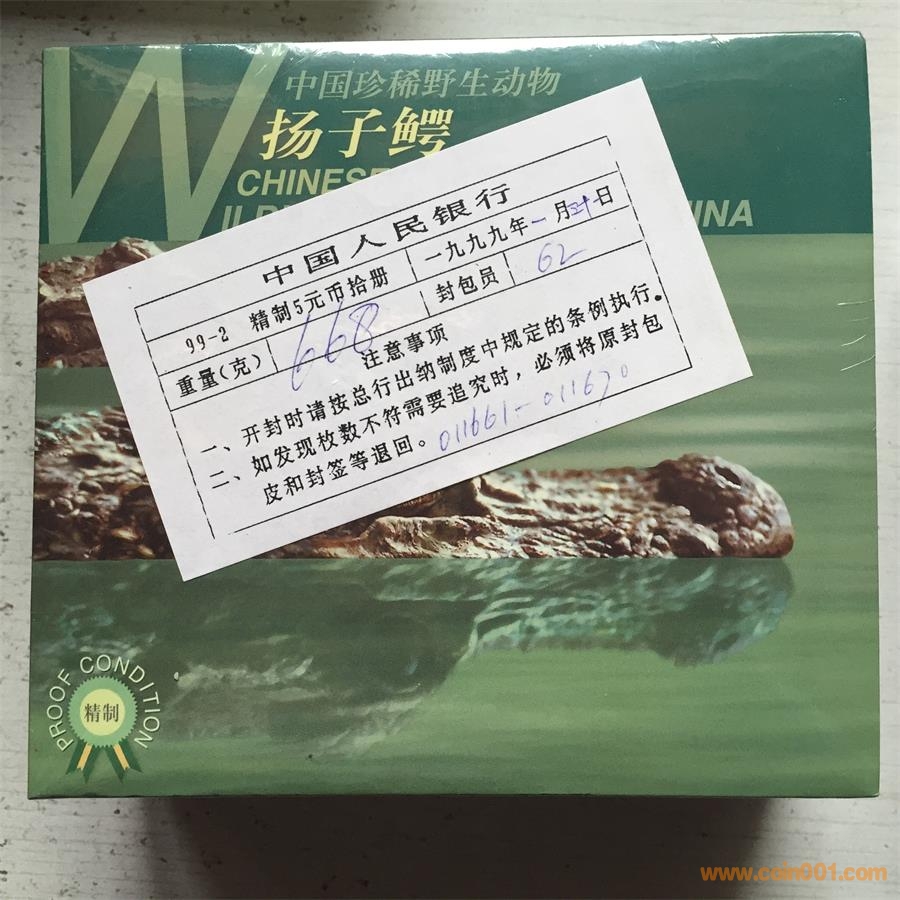 W
中国珍稀野生动物
扬子鳄
CHINESE
INA
中国人民银行
99-2 精制5元币拾册
一九九九年一月 日
重量(克) 668
封包员 62
注意事项
一、开封时请按总行出纳制度中规定的条例执行。
二、如发现枚数不符需要追究时，必须将原封包
皮和封签等退回。 011661-011670
PROOF CONDITION
精制
www.coin001.com